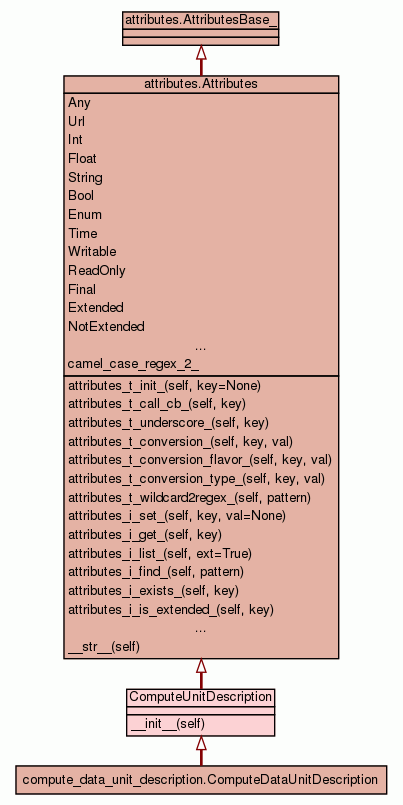 attributes.AttributesBase_
attributes.Attributes
Any
Url
Int
Float
String
Bool
Enum
Time
Writable
ReadOnly
Final
Extended
NotExtended
...
camel_case_regex_2_
attributes_t_init_(self, key=None)
attributes_t_call_cb_(self, key)
attributes_t_underscore_(self, key)
attributes_t_conversion_(self, key, val)
attributes_t_conversion_flavor_(self, key, val)
attributes_t_conversion_type_(self, key, val)
attributes_t_wildcard2regex_(self, pattern)
attributes_i_set_(self, key, val=None)
attributes_i_get_(self, key)
attributes_i_list_(self, ext=True)
attributes_i_find_(self, pattern)
attributes_i_exists_(self, key)
attributes_i_is_extended_(self, key)
...
__str__(self)
ComputeUnitDescription
__init__(self)
compute_data_unit_description.ComputeDataUnitDescription